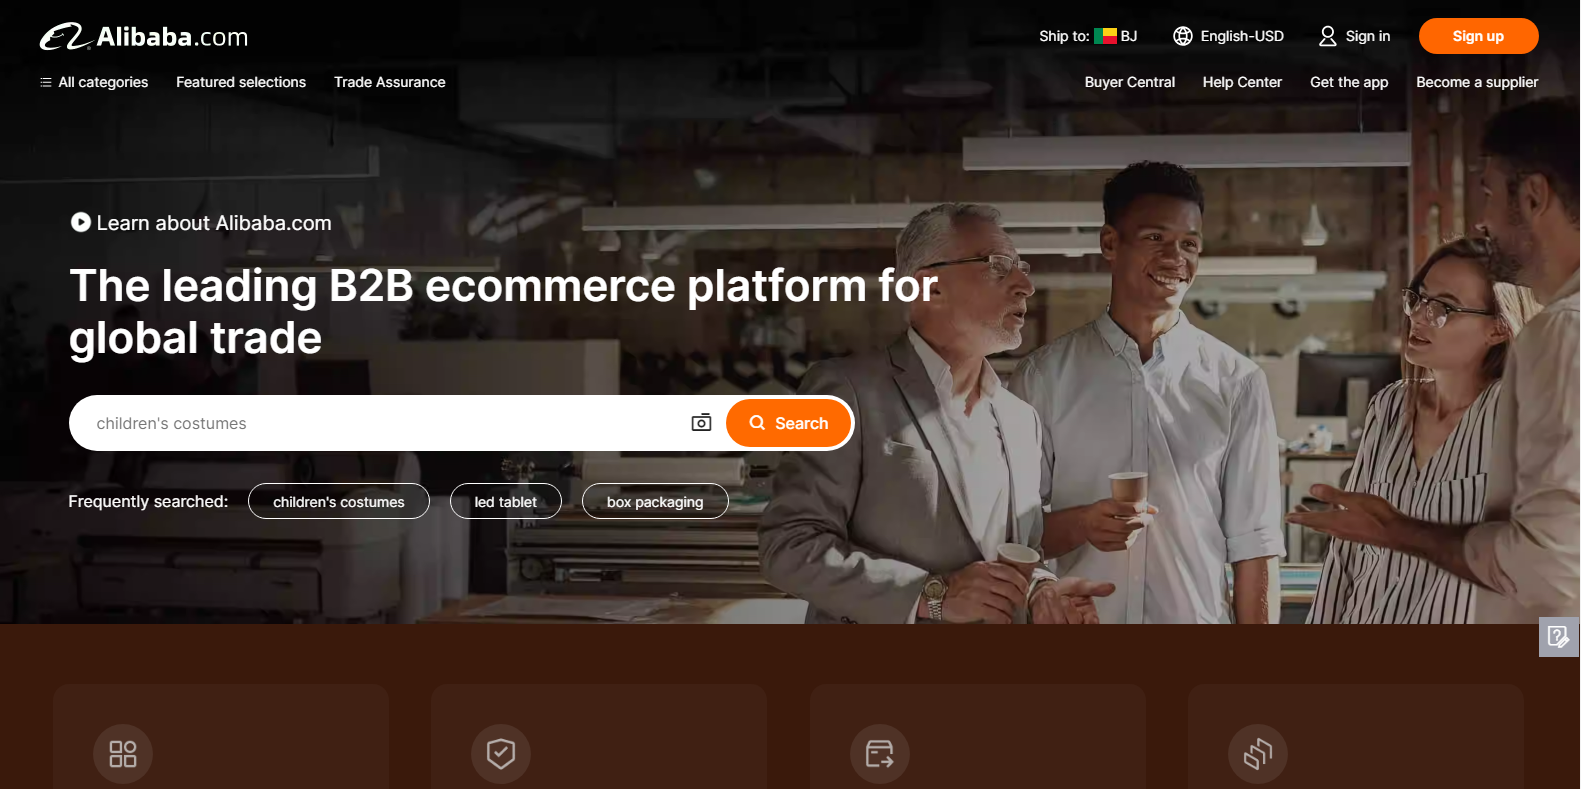 Alibaba.com
Ship to: BJ
English-USD
Sign in
Sign up
All categories
Featured selections
Trade Assurance
Buyer Central
Help Center
Get the app
Become a supplier
Learn about Alibaba.com
The leading B2B ecommerce platform for
global trade
children's costumes
Search
Frequently searched:
children's costumes
led tablet
box packaging